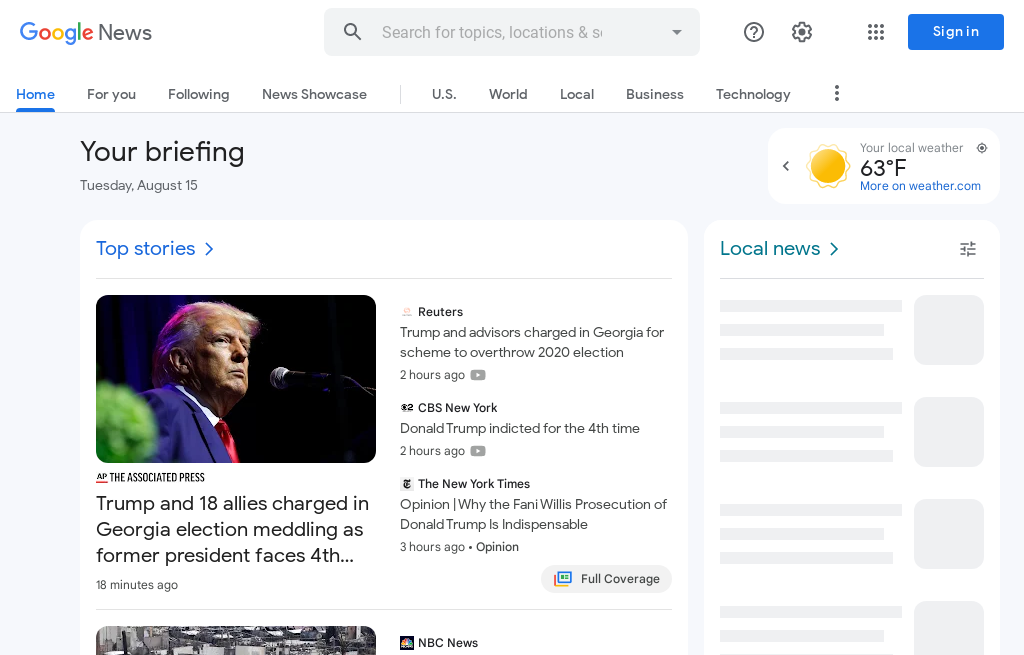 Google News
Search for topics, locations & so
Sign in
Home
For you
Following
News Showcase
U.S.
World
Local
Business
Technology
Your briefing
Tuesday, August 15
Your local weather
63°F
More on weather.com
Top stories
Local news
AP THE ASSOCIATED PRESS
Trump and 18 allies charged in
Georgia election meddling as
former president faces 4th...
18 minutes ago
Reuters
Trump and advisors charged in Georgia for
scheme to overthrow 2020 election
2 hours ago
CBS New York
Donald Trump indicted for the 4th time
2 hours ago
The New York Times
Opinion | Why the Fani Willis Prosecution of
Donald Trump Is Indispensable
3 hours ago • Opinion
Full Coverage
NBC News